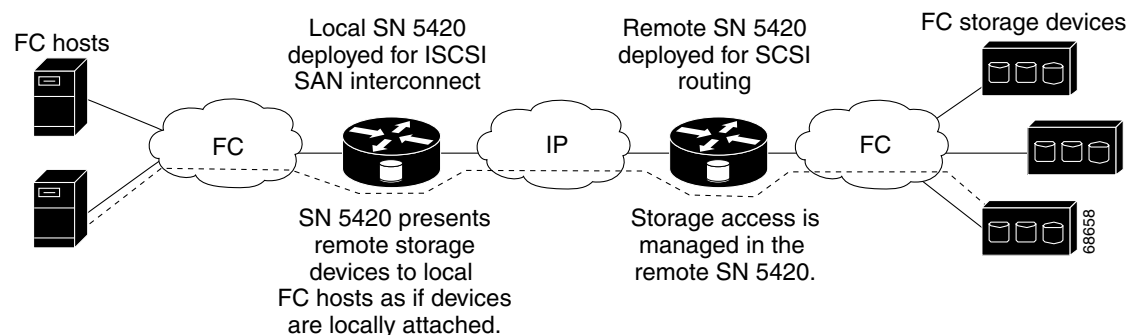 FC hosts
Local SN 5420
deployed for ISCSI
SAN interconnect
Remote SN 5420
deployed for SCSI
routing
FC storage devices
FC
IP
FC
SN 5420 presents
remote storage
devices to local
FC hosts as if devices
are locally attached.
Storage access is
managed in the
remote SN 5420.
68658